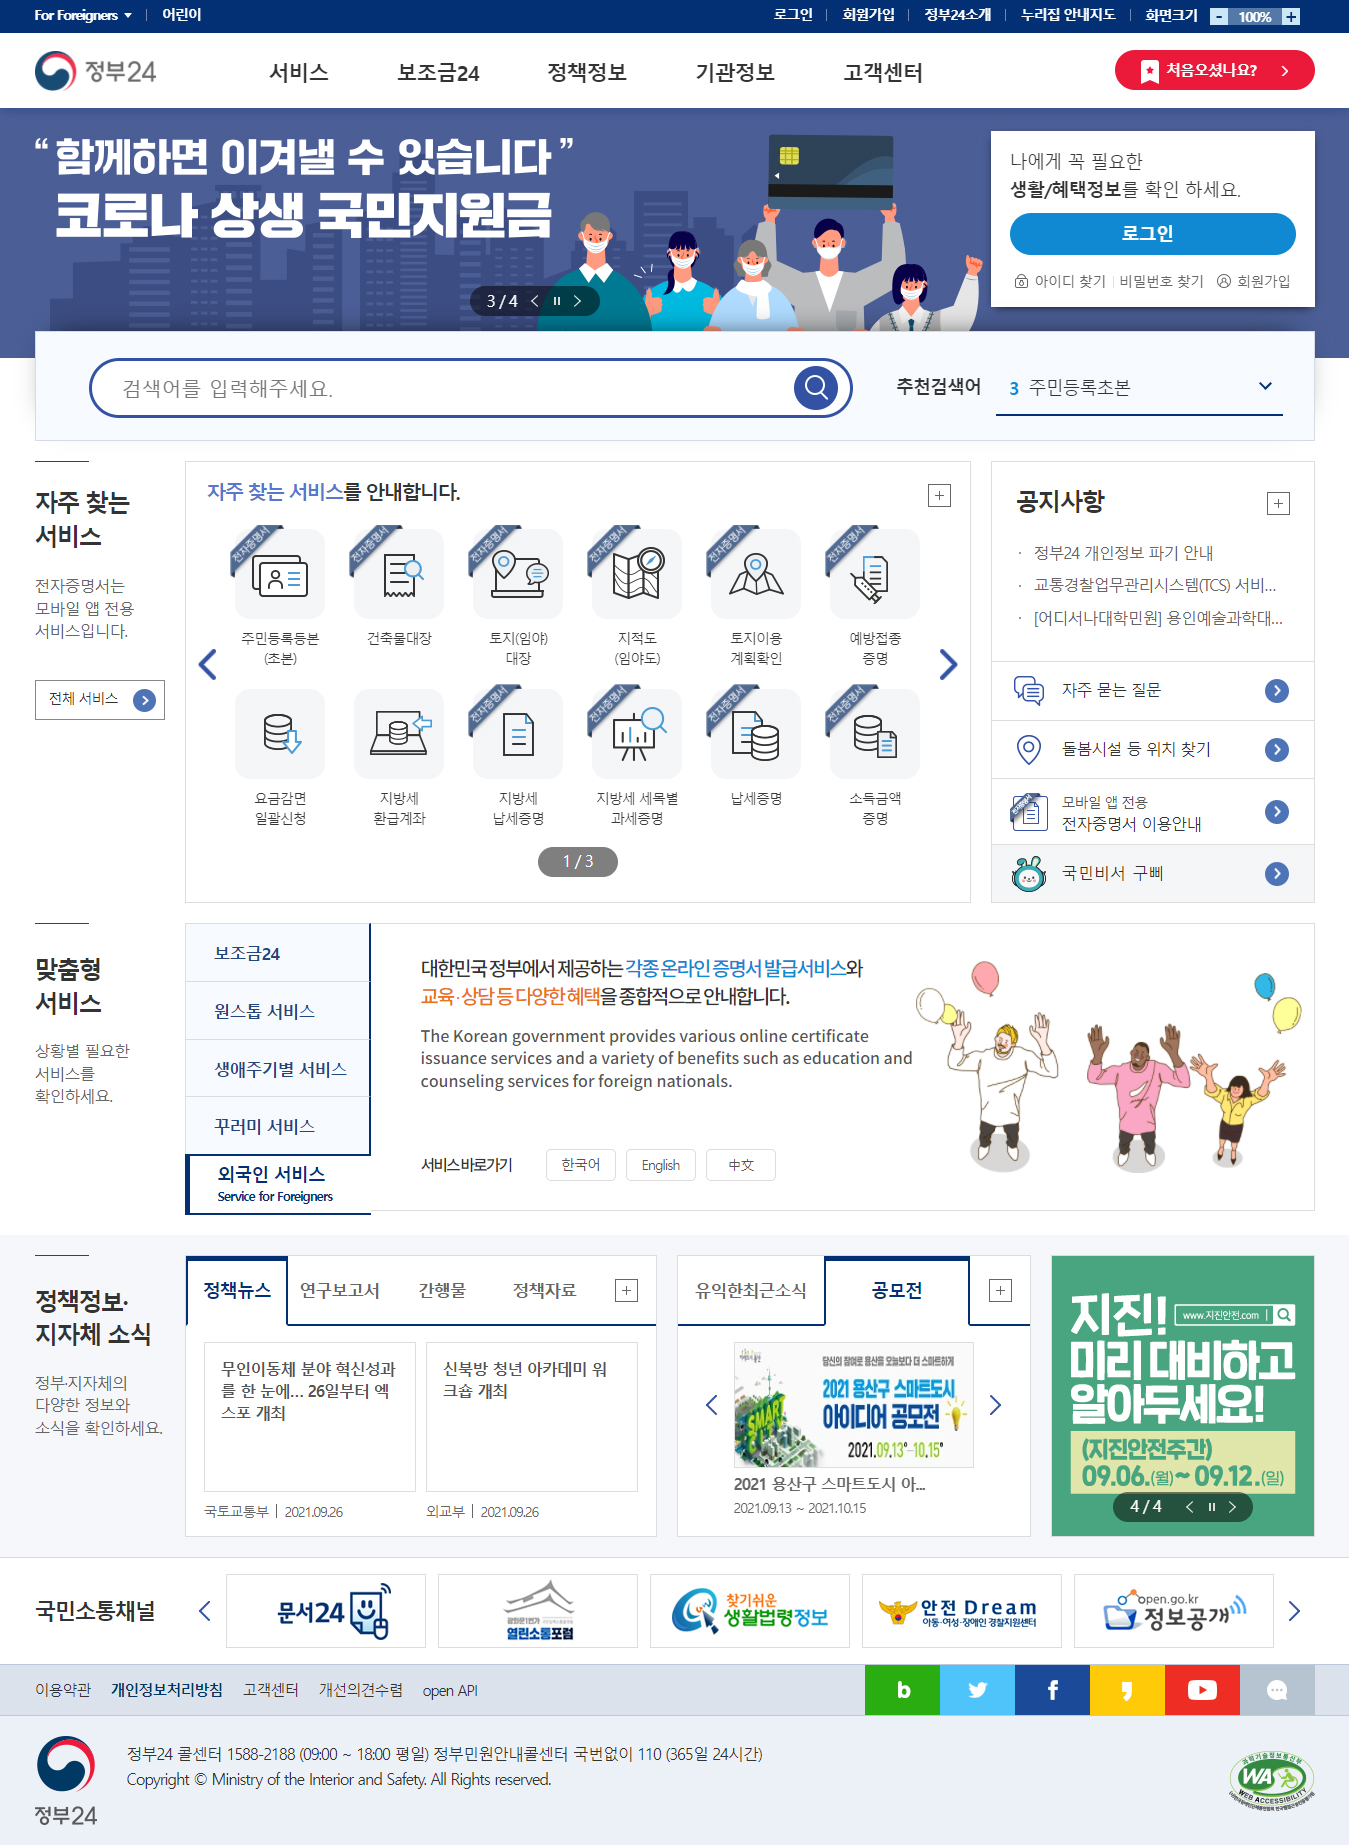 For Foreigners
어린이
로그인
회원가입
정부24소개
누리집 안내지도
화면크기
- 100% +
정부24
서비스
보조금24
정책정보
기관정보
고객센터
처음오셨나요?
“ 함께하면 이겨낼 수 있습니다 ”
코로나 상생 국민지원금
3 / 4
나에게 꼭 필요한
생활/혜택정보를 확인 하세요.
로그인
아이디 찾기
비밀번호 찾기
회원가입
검색어를 입력해주세요.
추천검색어
3 주민등록초본
자주 찾는
서비스
전자증명서는
모바일 앱 전용
서비스입니다.
전체 서비스
자주 찾는 서비스를 안내합니다.
전자증명서
전자증명서
전자증명서
전자증명서
전자증명서
전자증명서
주민등록등본
(초본)
건축물대장
토지(임야)
대장
지적도
(임야도)
토지이용
계획확인
예방접종
증명
전자증명서
전자증명서
전자증명서
전자증명서
요금감면
일괄신청
지방세
환급계좌
지방세
납세증명
지방세 세목별
과세증명
납세증명
소득금액
증명
1 / 3
공지사항
· 정부24 개인정보 파기 안내
· 교통경찰업무관리시스템(TCS) 서비...
· [어디서나대학민원] 용인예술과학대...
자주 묻는 질문
돌봄시설 등 위치 찾기
모바일 앱 전용
전자증명서 이용안내
국민비서 구삐
맞춤형
서비스
상황별 필요한
서비스를
확인하세요.
보조금24
원스톱 서비스
생애주기별 서비스
꾸러미 서비스
외국인 서비스
Service for Foreigners
대한민국 정부에서 제공하는 각종 온라인 증명서 발급서비스와
교육·상담 등 다양한 혜택을 종합적으로 안내합니다.
The Korean government provides various online certificate
issuance services and a variety of benefits such as education and
counseling services for foreign nationals.
서비스 바로가기
한국어
English
中文
정책정보·
지자체 소식
정부·지자체의
다양한 정보와
소식을 확인하세요.
정책뉴스
연구보고서
간행물
정책자료
무인이동체 분야 혁신성과
를 한 눈에... 26일부터 엑
스포 개최
국토교통부 | 2021.09.26
신북방 청년 아카데미 워
크숍 개최
외교부 | 2021.09.26
유익한최근소식
공모전
당신의 참여로 용산을 오늘보다 더 스마트하게
2021 용산구 스마트도시
아이디어 공모전
SMART
2021.09.13~10.15
2021 용산구 스마트도시 아...
2021.09.13 ~ 2021.10.15
지진!
www.지진안전.com
미리 대비하고
알아두세요!
(지진안전주간)
09.06.(월)~ 09.12.(일)
4 / 4
국민소통채널
문서24
광화문1번가
열린소통포럼
찾기쉬운
생활법령정보
안전 Dream
아동·여성·장애인 경찰지원센터
open.go.kr
정보공개
이용약관
개인정보처리방침
고객센터
개선의견수렴
open API
정부24
정부24 콜센터 1588-2188 (09:00 ~ 18:00 평일) 정부민원안내콜센터 국번없이 110 (365일 24시간)
Copyright © Ministry of the Interior and Safety. All Rights reserved.
과학기술정보통신부
WA
WEB ACCESSIBILITY